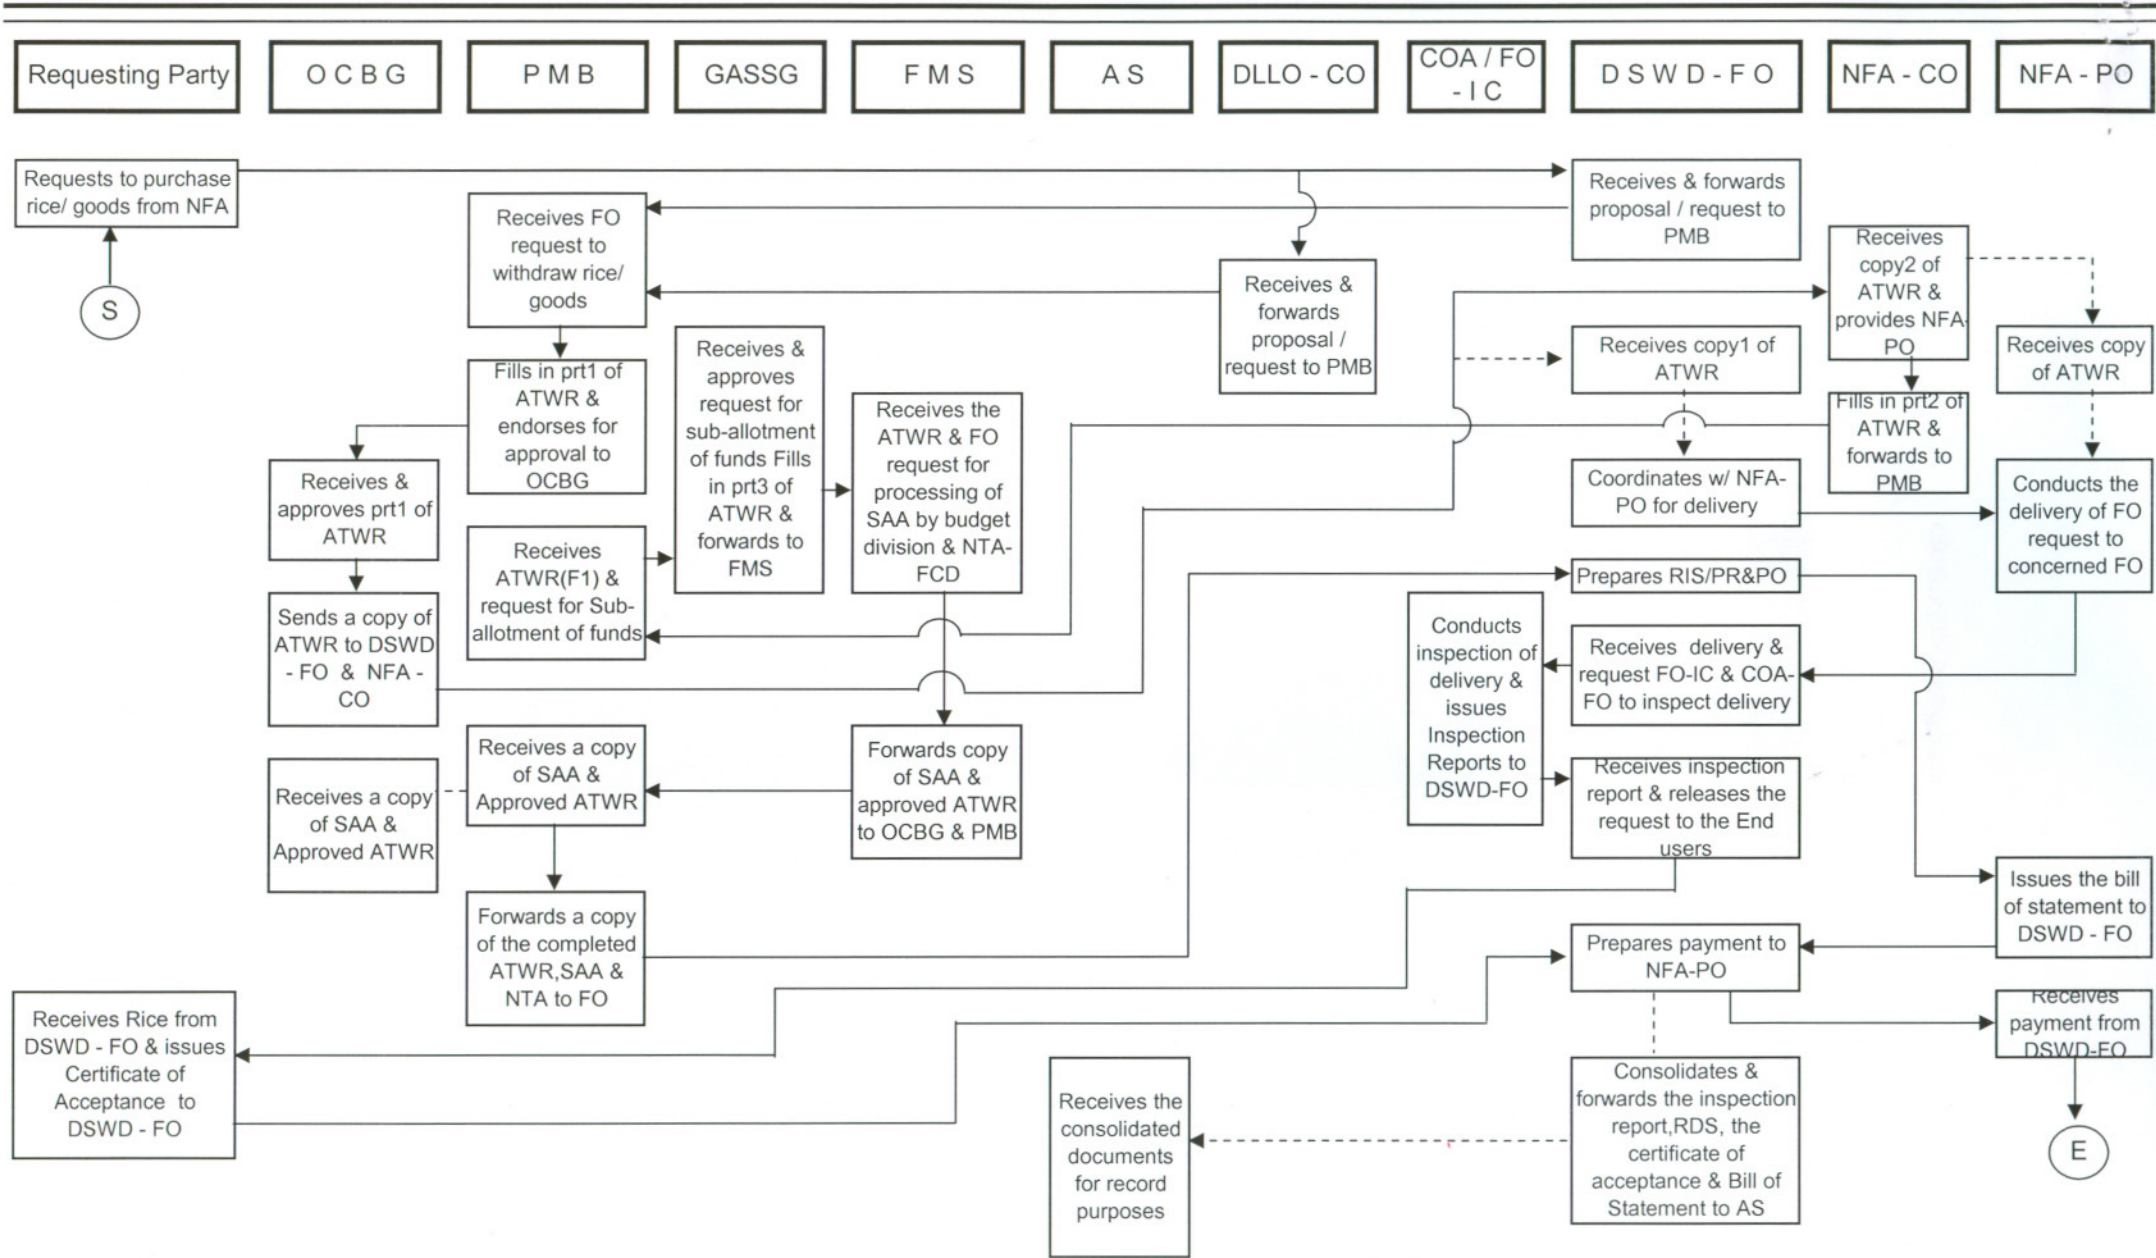 Requesting Party
O C B G
P M B
GASSG
F M S
A S
DLLO - CO
COA / FO
- I C
D S W D - F O
NFA - CO
NFA - PO
Requests to purchase
rice/ goods from NFA
S
Receives Rice from
DSWD - FO & issues
Certificate of
Acceptance to
DSWD - FO
Receives &
approves prt1 of
ATWR
Sends a copy of
ATWR to DSWD
- FO & NFA -
CO
Receives a copy
of SAA &
Approved ATWR
Receives FO
request to
withdraw rice/
goods
Fills in prt1 of
ATWR &
endorses for
approval to
OCBG
Receives
ATWR(F1) &
request for Sub-
allotment of funds
Receives a copy
of SAA &
Approved ATWR
Forwards a copy
of the completed
ATWR,SAA &
NTA to FO
Receives &
approves
request for
sub-allotment
of funds Fills
in prt3 of
ATWR &
forwards to
FMS
Receives the
ATWR & FO
request for
processing of
SAA by budget
division & NTA-
FCD
Forwards copy
of SAA &
approved ATWR
to OCBG & PMB
Receives the
consolidated
documents
for record
purposes
Receives &
forwards
proposal /
request to PMB
Conducts
inspection of
delivery &
issues
Inspection
Reports to
DSWD-FO
Receives & forwards
proposal / request to
PMB
Receives copy1 of
ATWR
Coordinates w/ NFA-
PO for delivery
Prepares RIS/PR&PO
Receives delivery &
request FO-IC & COA-
FO to inspect delivery
Receives inspection
report & releases the
request to the End
users
Prepares payment to
NFA-PO
Consolidates &
forwards the inspection
report,RDS, the
certificate of
acceptance & Bill of
Statement to AS
Receives
copy2 of
ATWR &
provides NFA-
PO
Fills in prt2 of
ATWR &
forwards to
PMB
Receives copy
of ATWR
Conducts the
delivery of FO
request to
concerned FO
Issues the bill
of statement to
DSWD - FO
Receives
payment from
DSWD-FO
E